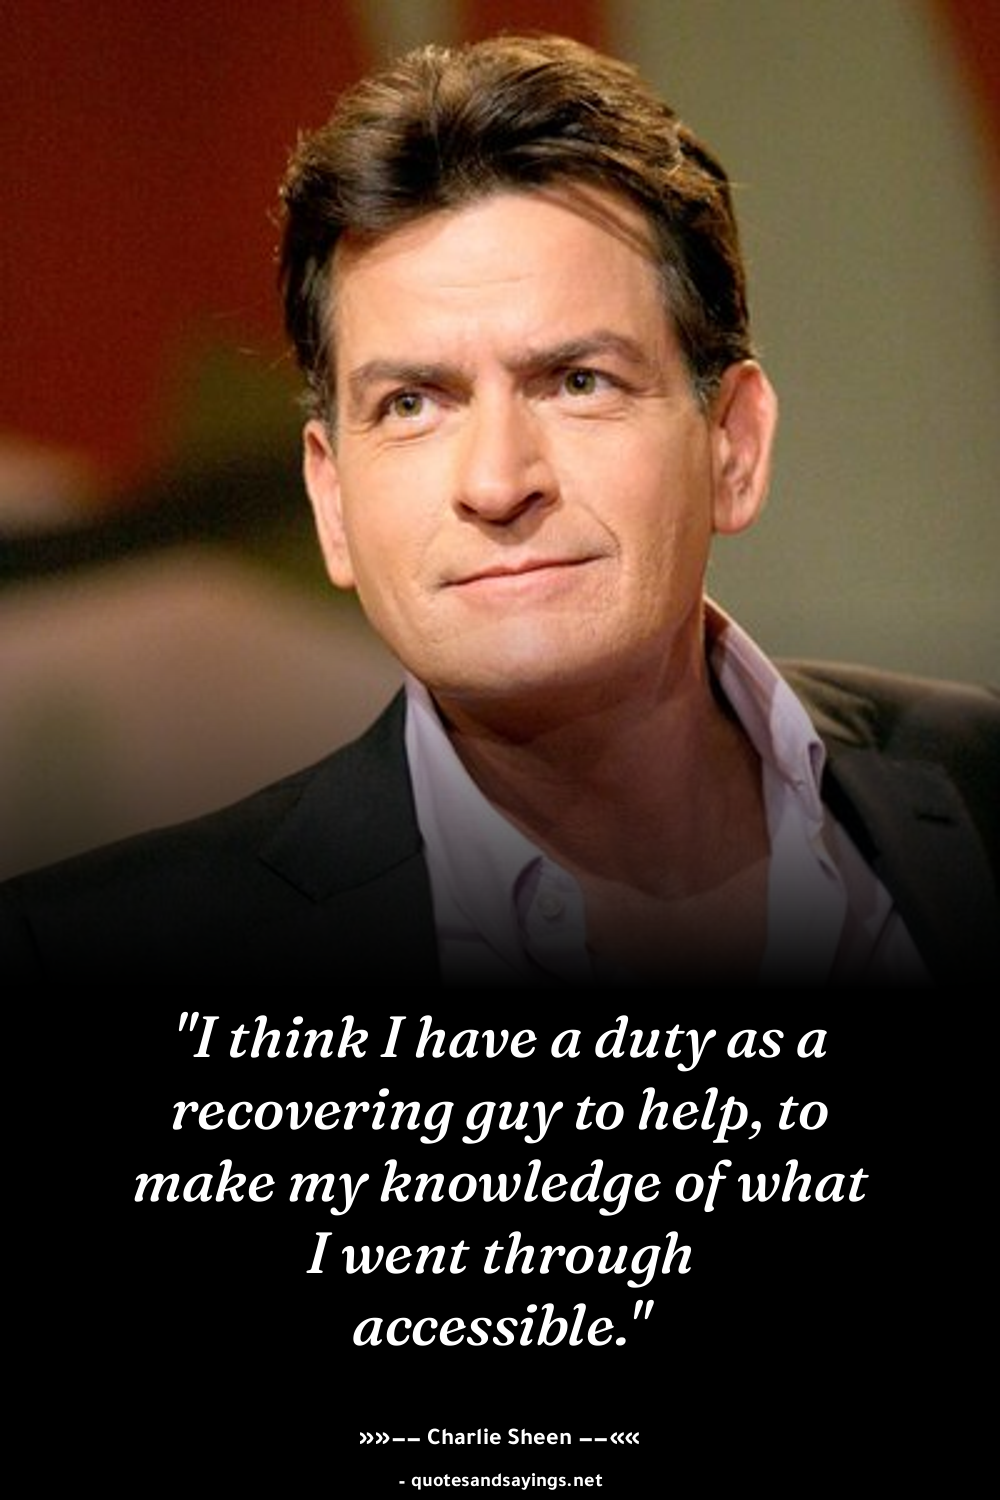 "I think I have a duty as a
recovering guy to help, to
make my knowledge of what
I went through
accessible."
»»–– Charlie Sheen ––««
- quotesandsayings.net